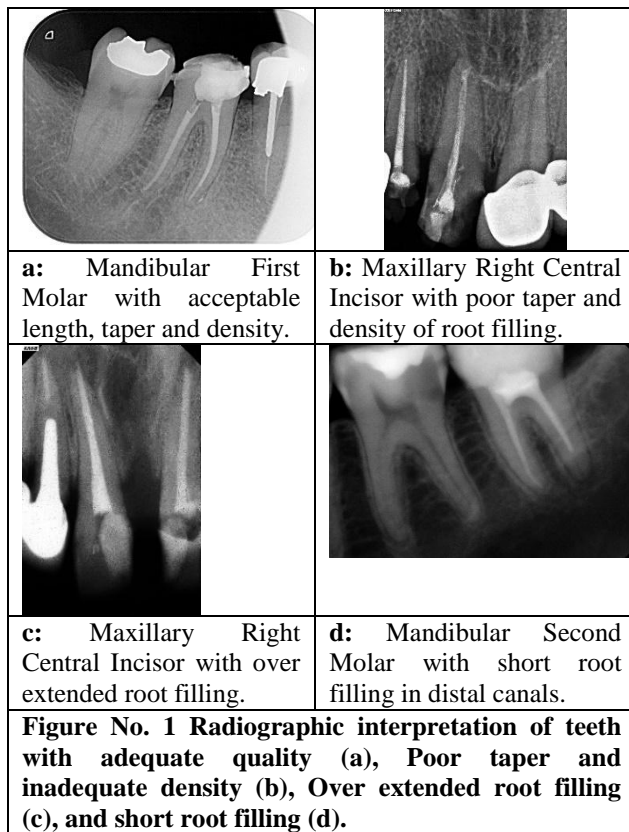 a: Mandibular First
Molar with acceptable
length, taper and density.
b: Maxillary Right Central
Incisor with poor taper and
density of root filling.
c: Maxillary Right
Central Incisor with over
extended root filling.
d: Mandibular Second
Molar with short root
filling in distal canals.
Figure No. 1 Radiographic interpretation of teeth
with adequate quality (a), Poor taper and
inadequate density (b), Over extended root filling
(c), and short root filling (d).